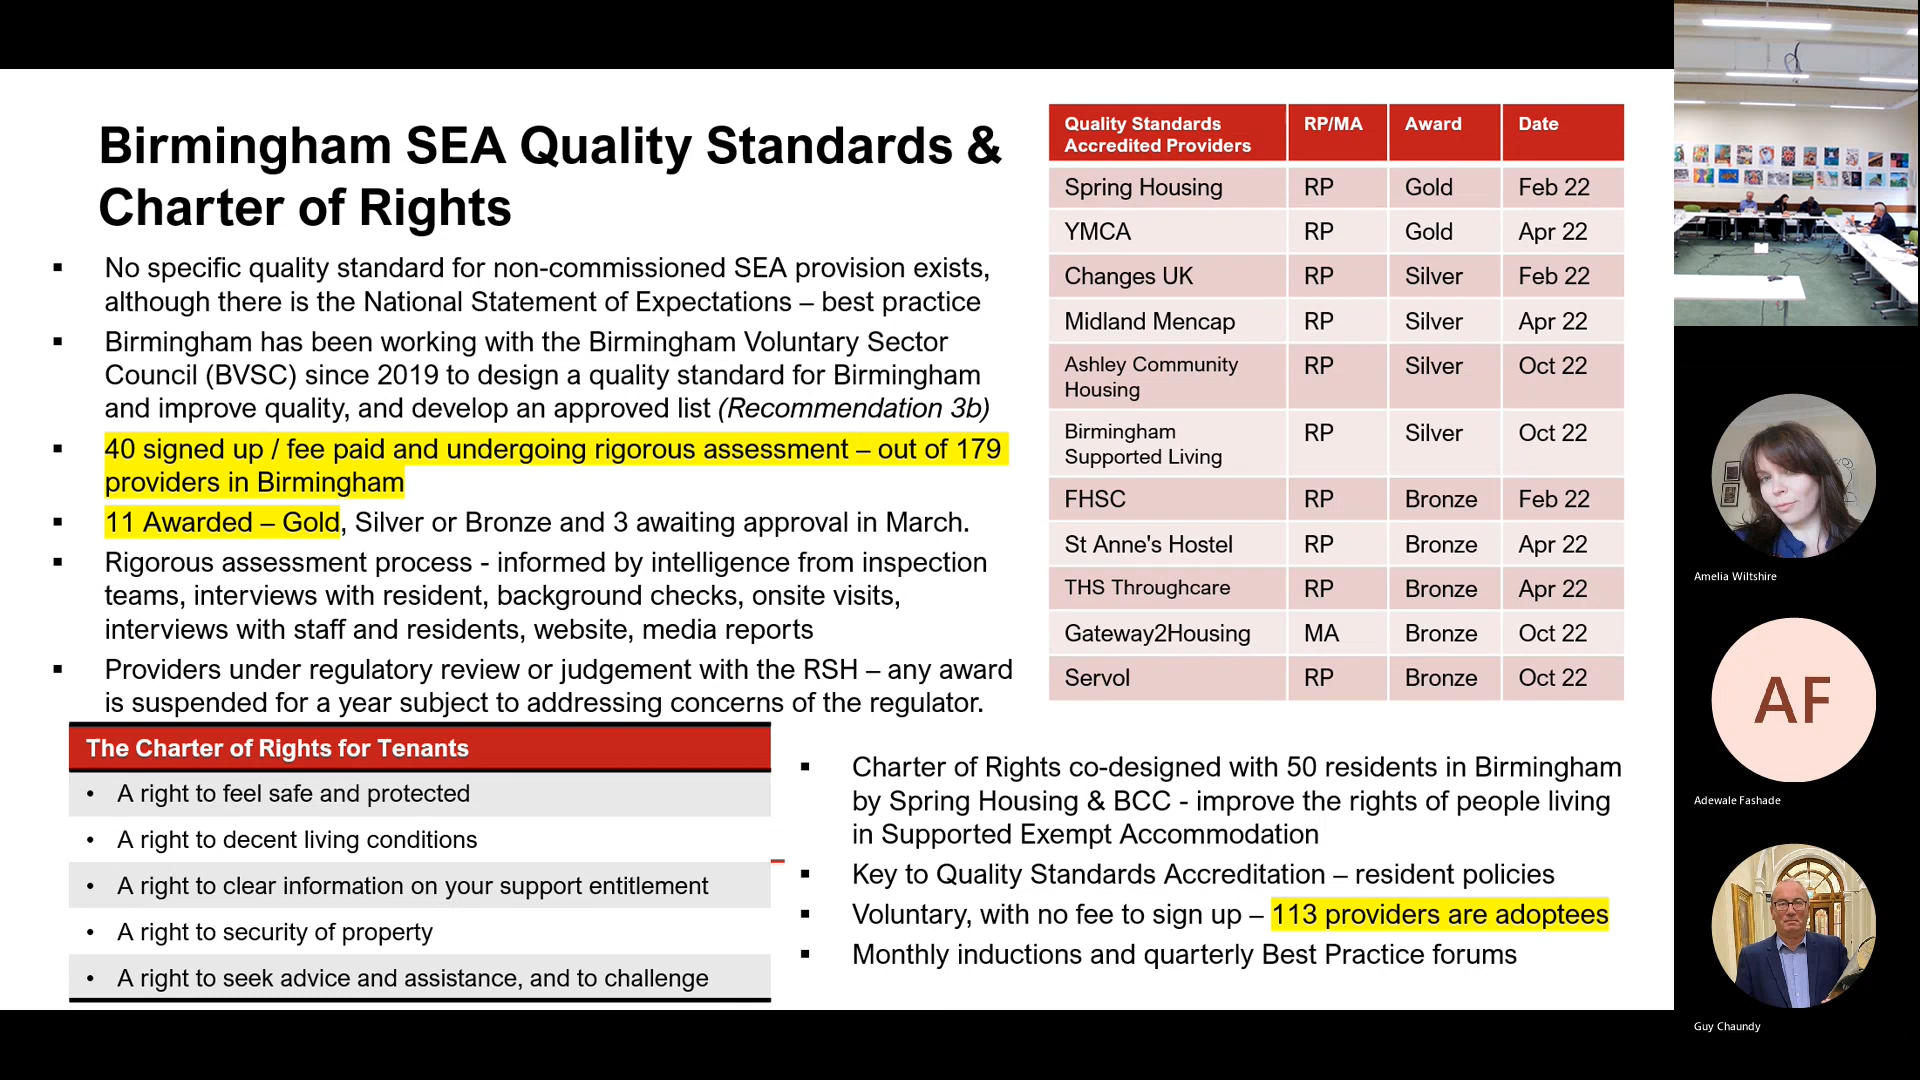 Birmingham SEA Quality Standards &
Charter of Rights
▪ No specific quality standard for non-commissioned SEA provision exists,
although there is the National Statement of Expectations – best practice
▪ Birmingham has been working with the Birmingham Voluntary Sector
Council (BVSC) since 2019 to design a quality standard for Birmingham
and improve quality, and develop an approved list (Recommendation 3b)
▪ 40 signed up / fee paid and undergoing rigorous assessment – out of 179
providers in Birmingham
▪ 11 Awarded – Gold, Silver or Bronze and 3 awaiting approval in March.
▪ Rigorous assessment process - informed by intelligence from inspection
teams, interviews with resident, background checks, onsite visits,
interviews with staff and residents, website, media reports
▪ Providers under regulatory review or judgement with the RSH – any award
is suspended for a year subject to addressing concerns of the regulator.
Quality Standards
Accredited Providers RP/MA Award Date
Spring Housing RP Gold Feb 22
YMCA RP Gold Apr 22
Changes UK RP Silver Feb 22
Midland Mencap RP Silver Apr 22
Ashley Community
Housing RP Silver Oct 22
Birmingham
Supported Living RP Silver Oct 22
FHSC RP Bronze Feb 22
St Anne's Hostel RP Bronze Apr 22
THS Throughcare RP Bronze Apr 22
Gateway2Housing MA Bronze Oct 22
Servol RP Bronze Oct 22
The Charter of Rights for Tenants
• A right to feel safe and protected
• A right to decent living conditions
• A right to clear information on your support entitlement
• A right to security of property
• A right to seek advice and assistance, and to challenge
▪ Charter of Rights co-designed with 50 residents in Birmingham
by Spring Housing & BCC - improve the rights of people living
in Supported Exempt Accommodation
▪ Key to Quality Standards Accreditation – resident policies
▪ Voluntary, with no fee to sign up – 113 providers are adoptees
▪ Monthly inductions and quarterly Best Practice forums
Amelia Wiltshire
AF
Adewale Fashade
Guy Chaundy